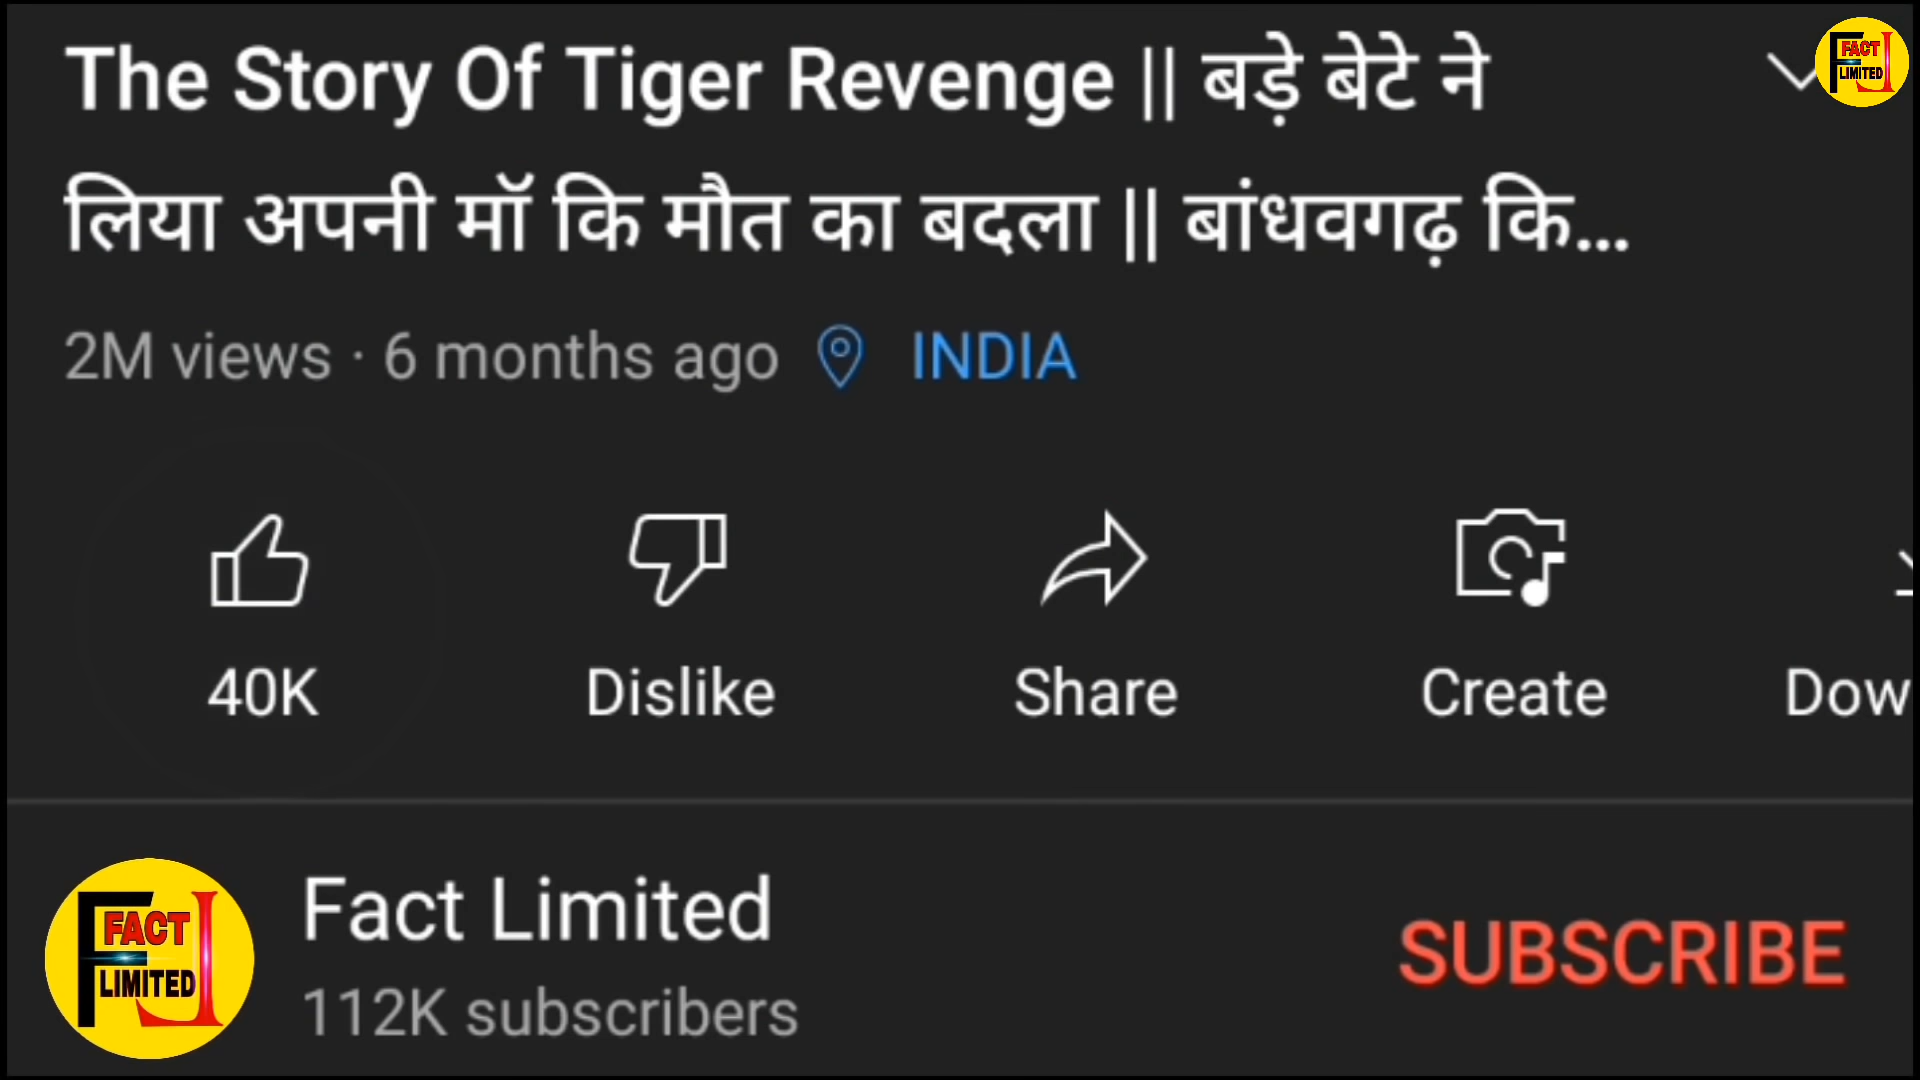 The Story Of Tiger Revenge || बड़े बेटे ने
लिया अपनी मॉ कि मौत का बदला || बांधवगढ़ कि...
FACT
LIMITED
2M views · 6 months ago INDIA
40K Dislike Share Create Dow
Fact Limited
112K subscribers
SUBSCRIBE
FACT
LIMITED